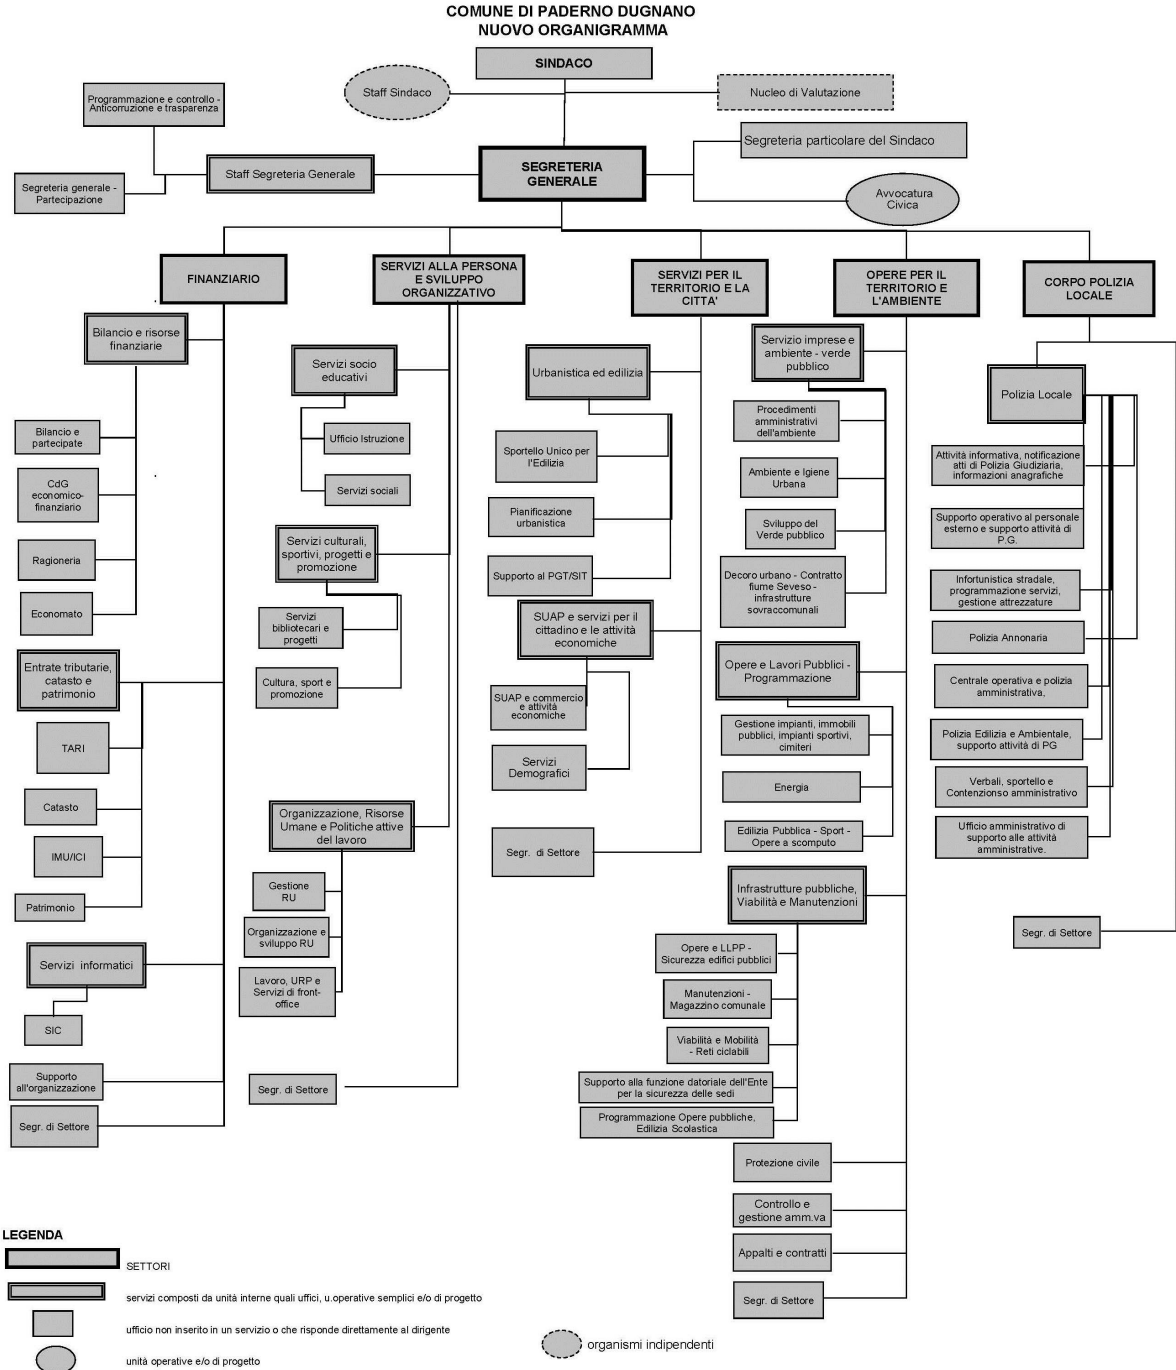 COMUNE DI PADERNO DUGNANO
NUOVO ORGANIGRAMMA
SINDACO
Staff Sindaco
Nucleo di Valutazione
Programmazione e controllo -
Anticorruzione e trasparenza
Segreteria particolare del Sindaco
SEGRETERIA
GENERALE
Staff Segreteria Generale
Segreteria generale -
Partecipazione
Avvocatura
Civica
FINANZIARIO
Bilancio e risorse
finanziarie
Bilancio e
partecipate
CdG
economico-
finanziario
Ragioneria
Economato
Entrate tributarie,
catasto e
patrimonio
TARI
Catasto
IMU/ICI
Patrimonio
Servizi informatici
SIC
Supporto
all'organizzazione
Segr. di Settore
SERVIZI ALLA PERSONA
E SVILUPPO
ORGANIZZATIVO
Servizi socio
educativi
Ufficio Istruzione
Servizi sociali
Servizi culturali,
sportivi, progetti e
promozione
Servizi
bibliotecari e
progetti
Cultura, sport e
promozione
Organizzazione, Risorse
Umane e Politiche attive
del lavoro
Gestione
RU
Organizzazione e
sviluppo RU
Lavoro, URP e
Servizi di front-
office
Segr. di Settore
SERVIZI PER IL
TERRITORIO E LA
CITTA'
Urbanistica ed edilizia
Sportello Unico per
l'Edilizia
Pianificazione
urbanistica
Supporto al PGT/SIT
SUAP e servizi per il
cittadino e le attività
economiche
SUAP e commercio
e attività
economiche
Servizi
Demografici
Segr. di Settore
OPERE PER IL
TERRITORIO E
L'AMBIENTE
Servizio imprese e
ambiente - verde
pubblico
Procedimenti
amministrativi
dell'ambiente
Ambiente e Igiene
Urbana
Sviluppo del
Verde pubblico
Decoro urbano - Contratto
fiume Seveso -
infrastrutture
sovraccomunali
Opere e Lavori Pubblici -
Programmazione
Gestione impianti, immobili
pubblici, impianti sportivi,
cimiteri
Energia
Edilizia Pubblica - Sport -
Opere a scomputo
Infrastrutture pubbliche,
Viabilità e Manutenzioni
Opere e LLPP -
Sicurezza edifici pubblici
Manutenzioni -
Magazzino comunale
Viabilità e Mobilità
- Reti ciclabili
Supporto alla funzione datoriale dell'Ente
per la sicurezza delle sedi
Programmazione Opere pubbliche,
Edilizia Scolastica
Protezione civile
Controllo e
gestione amm.va
Appalti e contratti
Segr. di Settore
CORPO POLIZIA
LOCALE
Polizia Locale
Attività informativa, notificazione
atti di Polizia Giudiziaria,
informazioni anagrafiche
Supporto operativo al personale
esterno e supporto attività di
P.G.
Infortunistica stradale,
programmazione servizi,
gestione attrezzature
Polizia Annonaria
Centrale operativa e polizia
amministrativa,
Polizia Edilizia e Ambientale,
supporto attività di PG
Verbali, sportello e
Contenzionso amministrativo
Ufficio amministrativo di
supporto alle attività
amministrative.
Segr. di Settore
LEGENDA
SETTORI
servizi composti da unità interne quali uffici, u.operative semplici e/o di progetto
ufficio non inserito in un servizio o che risponde direttamente al dirigente
unità operative e/o di progetto
organismi indipendenti